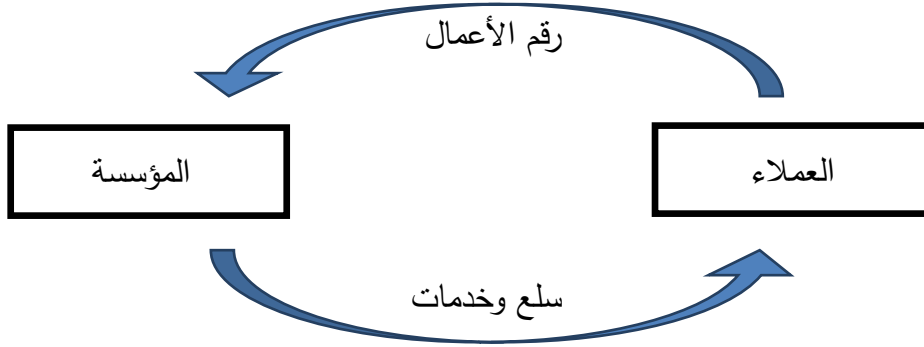 رقم الأعمال
العملاء
المؤسسة
سلع وخدمات